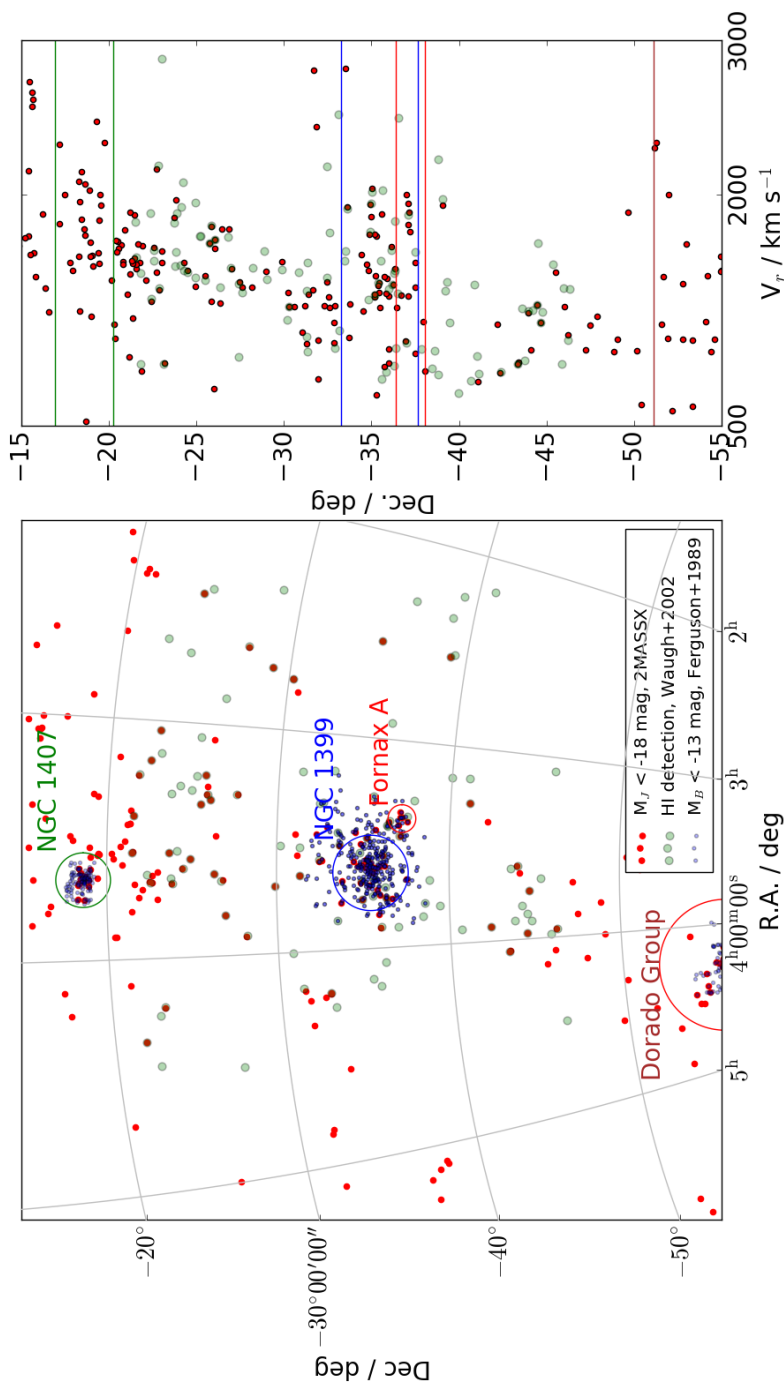 NGC 1407
NGC 1399
Fornax A
Dorado Group
M_J < -18 mag, 2MASSX
HI detection, Waugh+2002
M_B < -13 mag, Ferguson+1989
−20°
−30°00′00″
−40°
−50°
Dec / deg
5ʰ
4ʰ00ᵐ00ˢ
3ʰ
2ʰ
R.A. / deg
−15
−20
−25
−30
−35
−40
−45
−50
−55
Dec. / deg
500
2000
3000
V_r / km s⁻¹